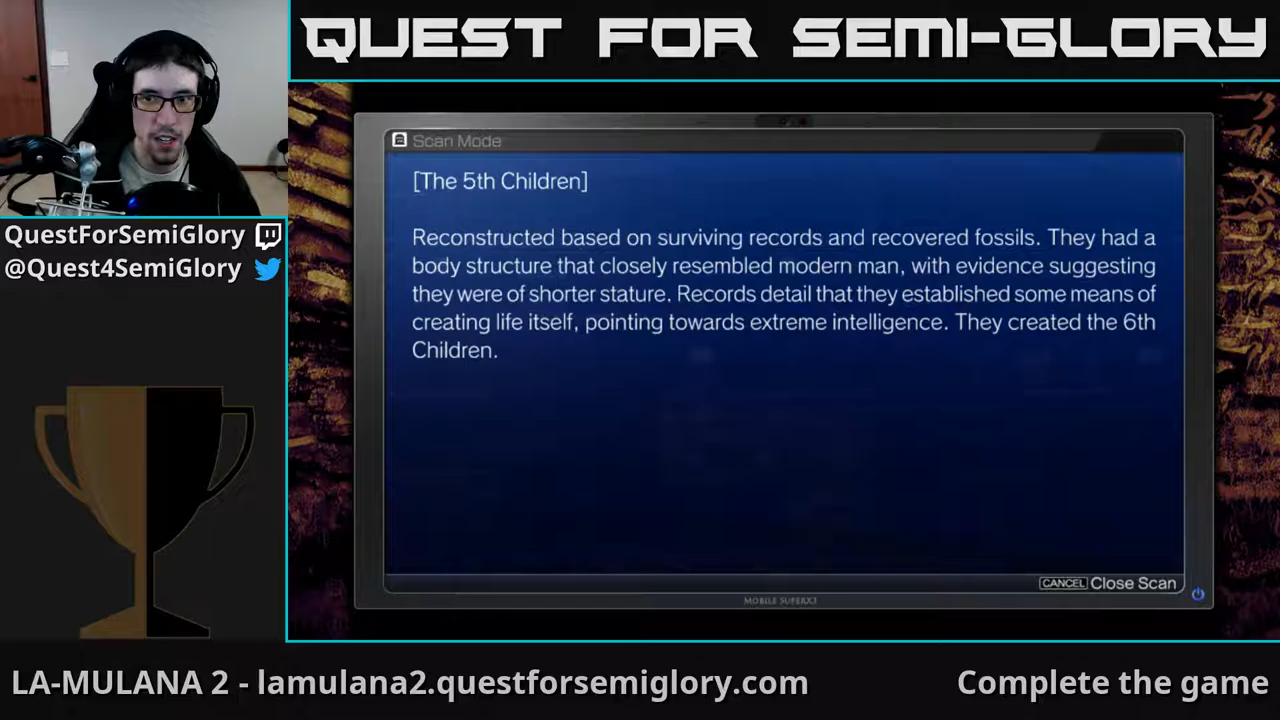 QUEST FOR SEMI-GLORY
Scan Mode
[The 5th Children]
Reconstructed based on surviving records and recovered fossils. They had a
body structure that closely resembled modern man, with evidence suggesting
they were of shorter stature. Records detail that they established some means of
creating life itself, pointing towards extreme intelligence. They created the 6th
Children.
CANCEL Close Scan
MOBILE SUPERX3
QuestForSemiGlory
@Quest4SemiGlory
LA-MULANA 2 - lamulana2.questforsemiglory.com
Complete the game